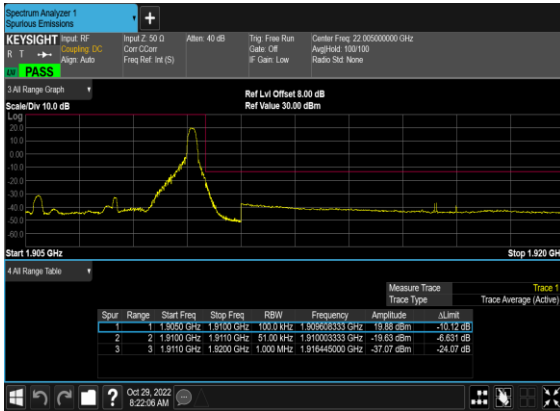 Spectrum Analyzer 1
Spurious Emissions
+
KEYSIGHT
R T
LXI
PASS
Input: RF
Coupling: DC
Align: Auto
Input Z: 50 Ω
Corr CCorr
Freq Ref: Int (S)
Atten: 40 dB
Trig: Free Run
Gate: Off
IF Gain: Low
Center Freq: 22.005000000 GHz
Avg|Hold: 100/100
Radio Std: None
3 All Range Graph
Scale/Div 10.0 dB
Ref Lvl Offset 8.00 dB
Ref Value 30.00 dBm
Log
20.0
10.0
0.00
-10.0
-20.0
-30.0
-40.0
-50.0
-60.0
Start 1.905 GHz
Stop 1.920 GH
4 All Range Table
Measure Trace Trace 1
Trace Type Trace Average (Active)
Spur Range Start Freq Stop Freq RBW Frequency Amplitude ΔLimit
1 1 1.9050 GHz 1.9100 GHz 100.0 kHz 1.909608333 GHz 19.88 dBm -10.12 dB
2 2 1.9100 GHz 1.9110 GHz 51.00 kHz 1.910003333 GHz -19.63 dBm -6.631 dB
3 3 1.9110 GHz 1.9200 GHz 1.000 MHz 1.916445000 GHz -37.07 dBm -24.07 dB
?
Oct 29, 2022
8:22:06 AM